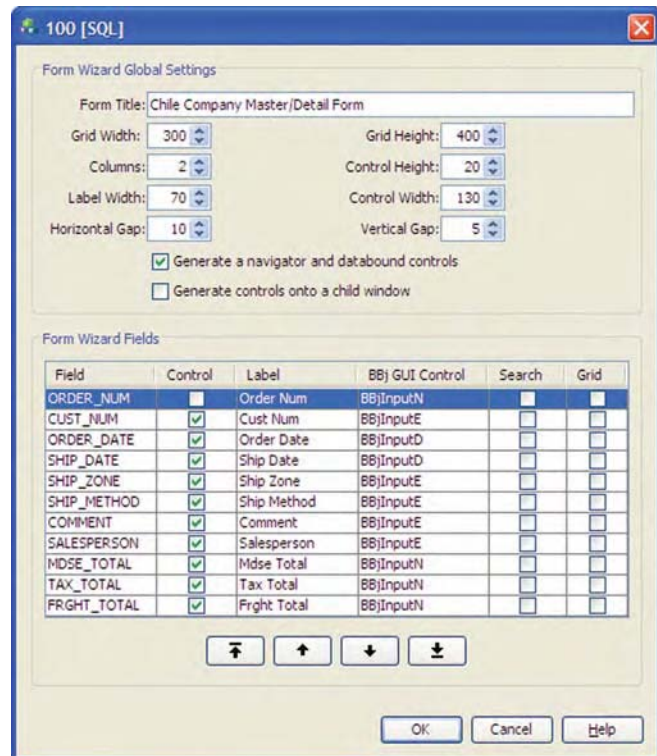 100 [SQL]
Form Wizard Global Settings
Form Title: Chile Company Master/Detail Form
Grid Width: 300 Grid Height: 400
Columns: 2 Control Height: 20
Label Width: 70 Control Width: 130
Horizontal Gap: 10 Vertical Gap: 5
Generate a navigator and databound controls
Generate controls onto a child window
Form Wizard Fields
Field Control Label BBj GUI Control Search Grid
ORDER_NUM Order Num BBjInputN
CUST_NUM Cust Num BBjInputE
ORDER_DATE Order Date BBjInputD
SHIP_DATE Ship Date BBjInputD
SHIP_ZONE Ship Zone BBjInputE
SHIP_METHOD Ship Method BBjInputE
COMMENT Comment BBjInputE
SALESPERSON Salesperson BBjInputE
MDSE_TOTAL Mdse Total BBjInputN
TAX_TOTAL Tax Total BBjInputN
FRGHT_TOTAL Frght Total BBjInputN
OK Cancel Help